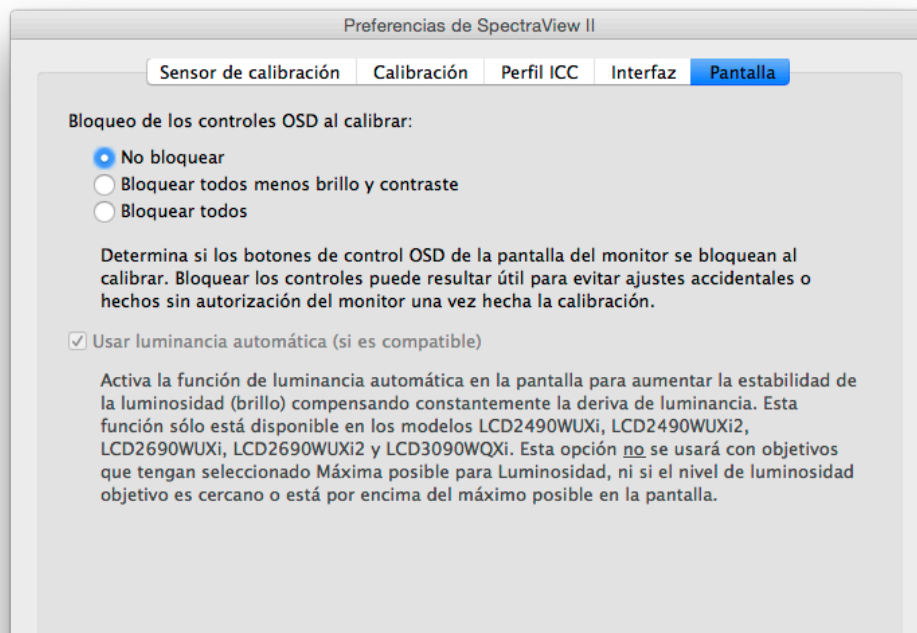 Preferencias de SpectraView II
Sensor de calibración Calibración Perfil ICC Interfaz Pantalla
Bloqueo de los controles OSD al calibrar:
No bloquear
Bloquear todos menos brillo y contraste
Bloquear todos
Determina si los botones de control OSD de la pantalla del monitor se bloquean al
calibrar. Bloquear los controles puede resultar útil para evitar ajustes accidentales o
hechos sin autorización del monitor una vez hecha la calibración.
Usar luminancia automática (si es compatible)
Activa la función de luminancia automática en la pantalla para aumentar la estabilidad de
la luminosidad (brillo) compensando constantemente la deriva de luminancia. Esta
función sólo está disponible en los modelos LCD2490WUXi, LCD2490WUXi2,
LCD2690WUXi, LCD2690WUXi2 y LCD3090WQXi. Esta opción no se usará con objetivos
que tengan seleccionado Máxima posible para Luminosidad, ni si el nivel de luminosidad
objetivo es cercano o está por encima del máximo posible en la pantalla.